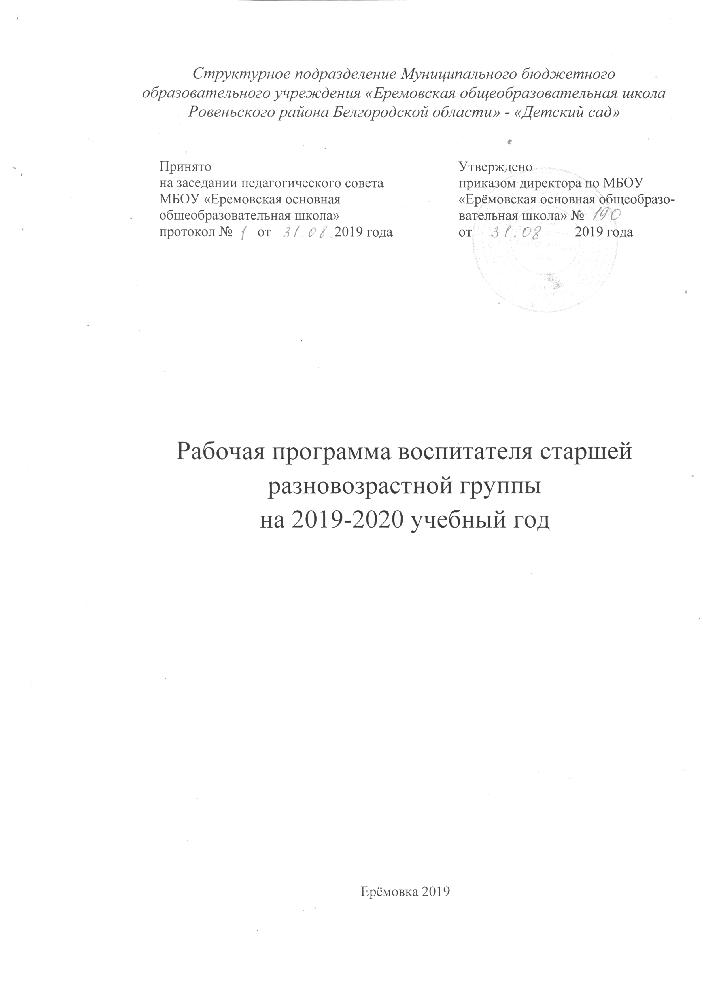 Структурное подразделение Муниципального бюджетного
образовательного учреждения «Еремовская общеобразовательная школа
Ровеньского района Белгородской области» - «Детский сад»
Принято
на заседании педагогического совета
МБОУ «Еремовская основная
общеобразовательная школа»
протокол № 1 от 31.08.2019 года
Утверждено
приказом директора по МБОУ
«Ерёмовская основная общеобразо-
вательная школа» № 190
от 31.08 2019 года
Рабочая программа воспитателя старшей
разновозрастной группы
на 2019-2020 учебный год
Ерёмовка 2019